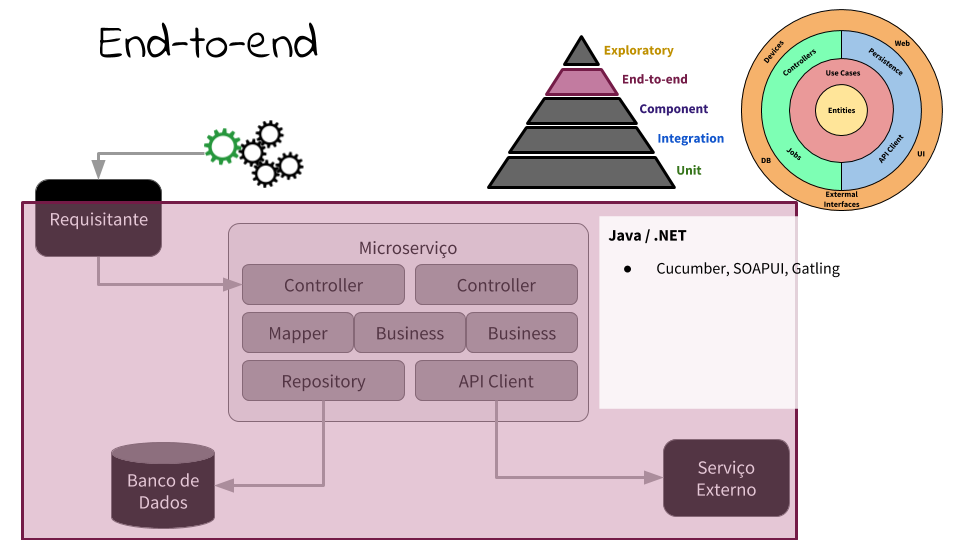 End-to-end
Exploratory
End-to-end
Component
Integration
Unit
Devices
Web
Controllers
Persistence
Use Cases
Entities
Jobs
API Client
DB
UI
Extermal
Interfaces
Requisitante
Microserviço
Controller
Controller
Mapper
Business
Business
Repository
API Client
Java / .NET
● Cucumber, SOAPUI, Gatling
Banco de
Dados
Serviço
Externo